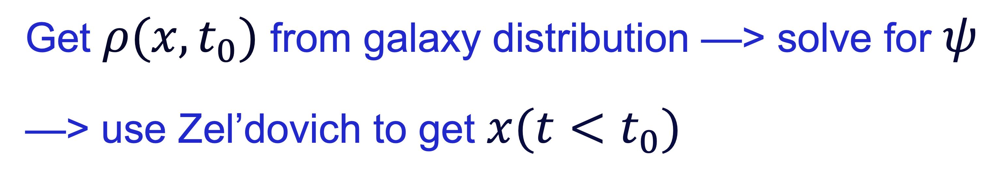 Get ρ(x, t₀) from galaxy distribution —> solve for ψ
—> use Zel’dovich to get x(t < t₀)